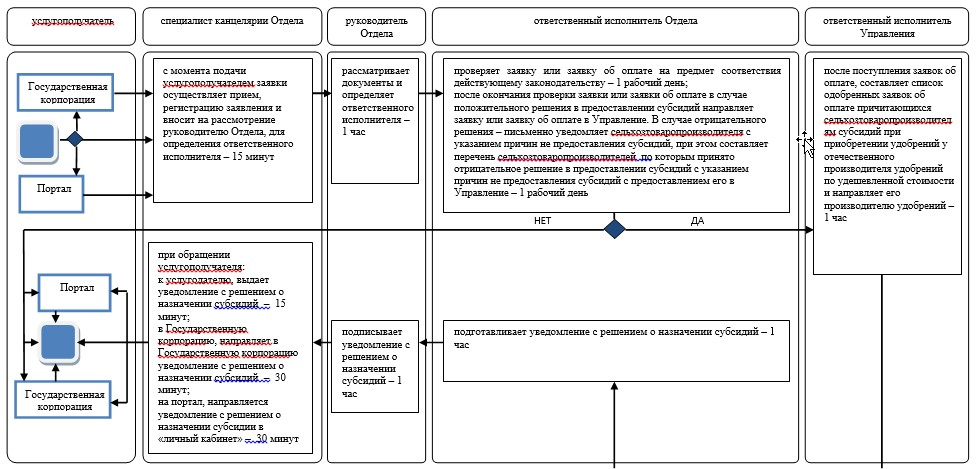 услугополучатель
специалист канцелярии Отдела
руководитель
Отдела
ответственный исполнитель Отдела
ответственный исполнитель
Управления
Государственная
корпорация
Портал
с момента подачи
услугополучателем заявки
осуществляет прием,
регистрацию заявления и
вносит на рассмотрение
руководителю Отдела, для
определения ответственного
исполнителя – 15 минут
рассматривает
документы и
определяет
ответственного
исполнителя –
1 час
проверяет заявку или заявку об оплате на предмет соответствия
действующему законодательству – 1 рабочий день;
после окончания проверки заявки или заявки об оплате в случае
положительного решения в предоставлении субсидий направляет
заявку или заявку об оплате в Управление. В случае отрицательного
решения – письменно уведомляет сельхозтоваропроизводителя с
указанием причин не предоставления субсидий, при этом составляет
перечень сельхозтоваропроизводителей, по которым принято
отрицательное решение в предоставлении субсидий с указанием
причин не предоставления субсидий с предоставлением его в
Управление – 1 рабочий день
после поступления заявок об
оплате, составляет список
одобренных заявок об
оплате причитающихся
сельхозтоваропроизводител
ям субсидий при
приобретении удобрений у
отечественного
производителя удобрений
по удешевленной стоимости
и направляет его
производителю удобрений –
1 час
НЕТ
ДА
Портал
Государственная
корпорация
при обращении
услугополучателя:
к услугодателю, выдает
уведомление с решением о
назначении субсидий – 15
минут;
в Государственную
корпорацию, направляет в
Государственную корпорацию
уведомление с решением о
назначении субсидий – 30
минут;
на портал, направляется
уведомление с решением о
назначении субсидии в
«личный кабинет» – 30 минут
подписывает
уведомление с
решением о
назначении
субсидий – 1
час
подготавливает уведомление с решением о назначении субсидий – 1
час